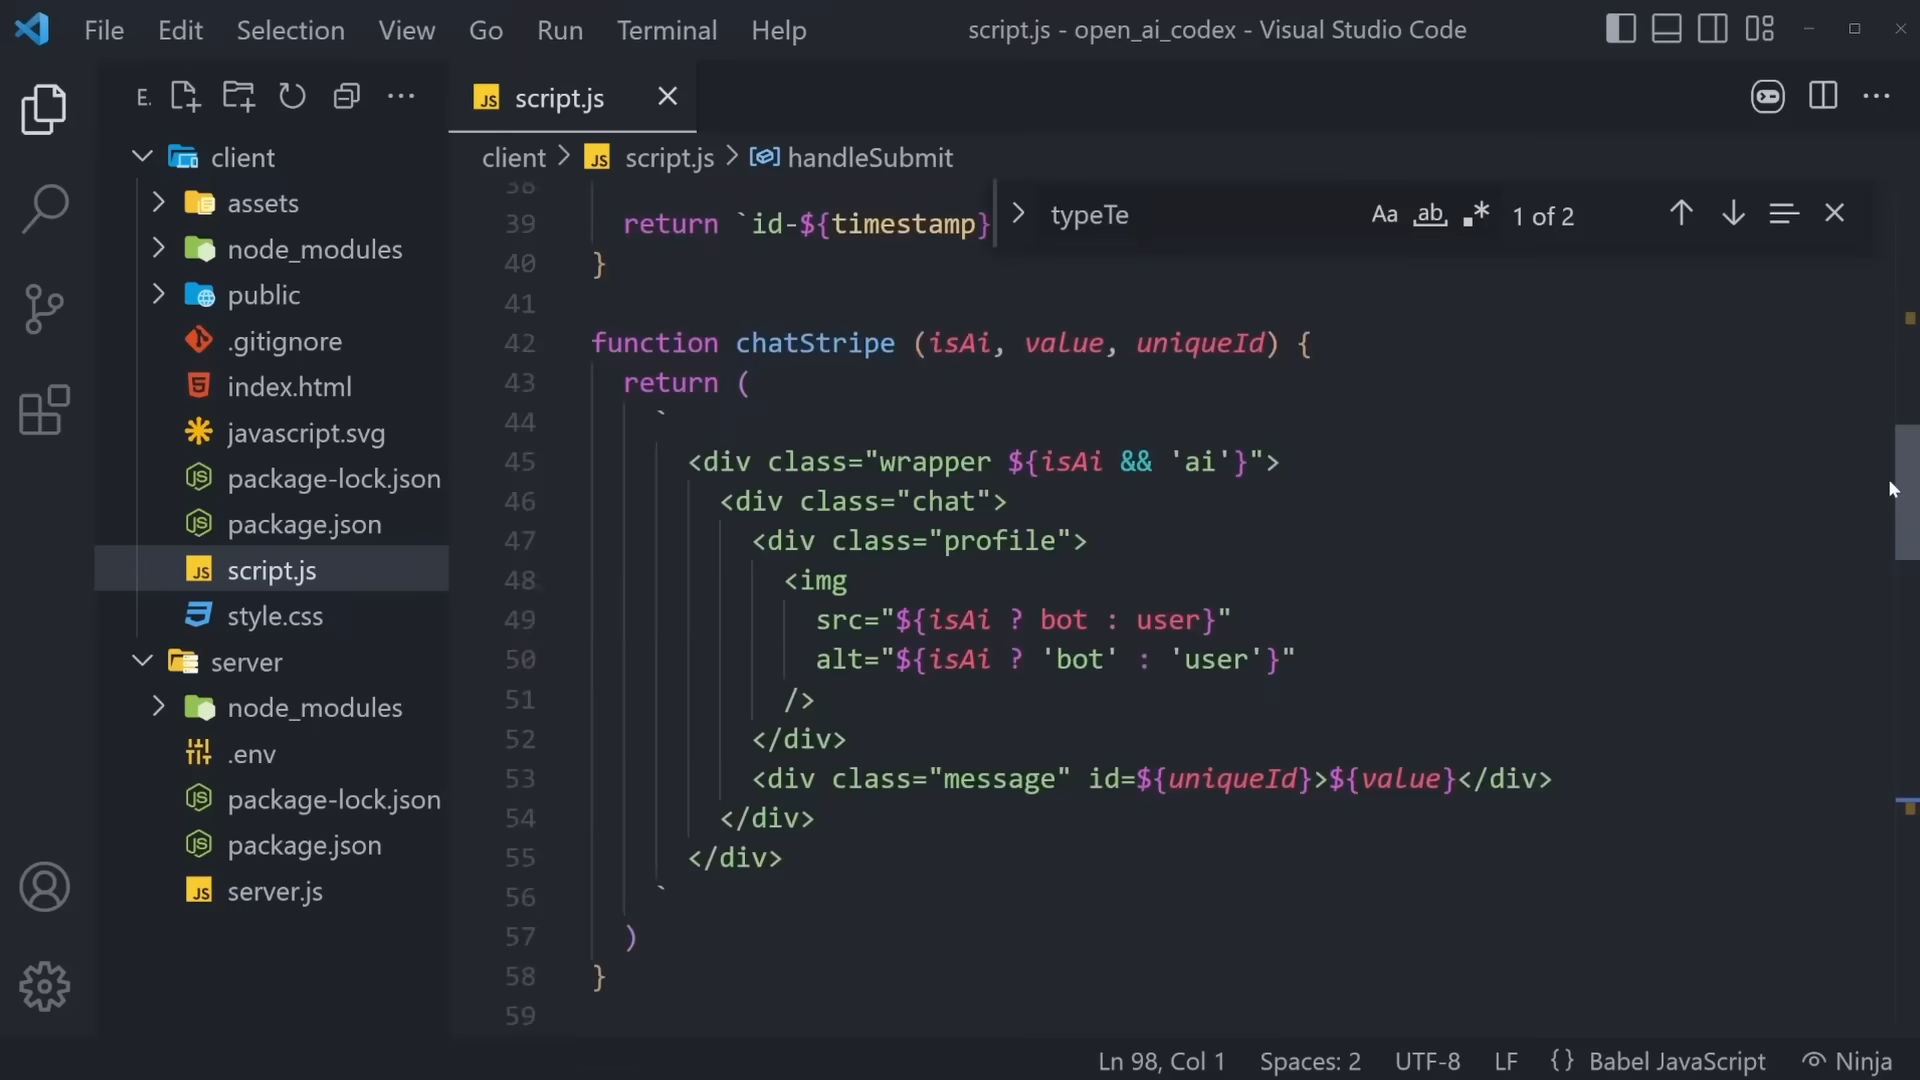 File Edit Selection View Go Run Terminal Help script.js - open_ai_codex - Visual Studio Code
E.
script.js
client
assets
node_modules
public
.gitignore
index.html
javascript.svg
package-lock.json
package.json
script.js
style.css
server
node_modules
.env
package-lock.json
package.json
server.js
client > JS script.js > handleSubmit
typeTe Aa ab .* 1 of 2
38
39 return `id-${timestamp}
40 }
41
42 function chatStripe (isAi, value, uniqueId) {
43 return (
44 `
45 <div class="wrapper ${isAi && 'ai'}">
46 <div class="chat">
47 <div class="profile">
48 <img
49 src="${isAi ? bot : user}"
50 alt="${isAi ? 'bot' : 'user'}"
51 />
52 </div>
53 <div class="message" id=${uniqueId}>${value}</div>
54 </div>
55 </div>
56 `
57 )
58 }
59
Ln 98, Col 1 Spaces: 2 UTF-8 LF {} Babel JavaScript Ninja